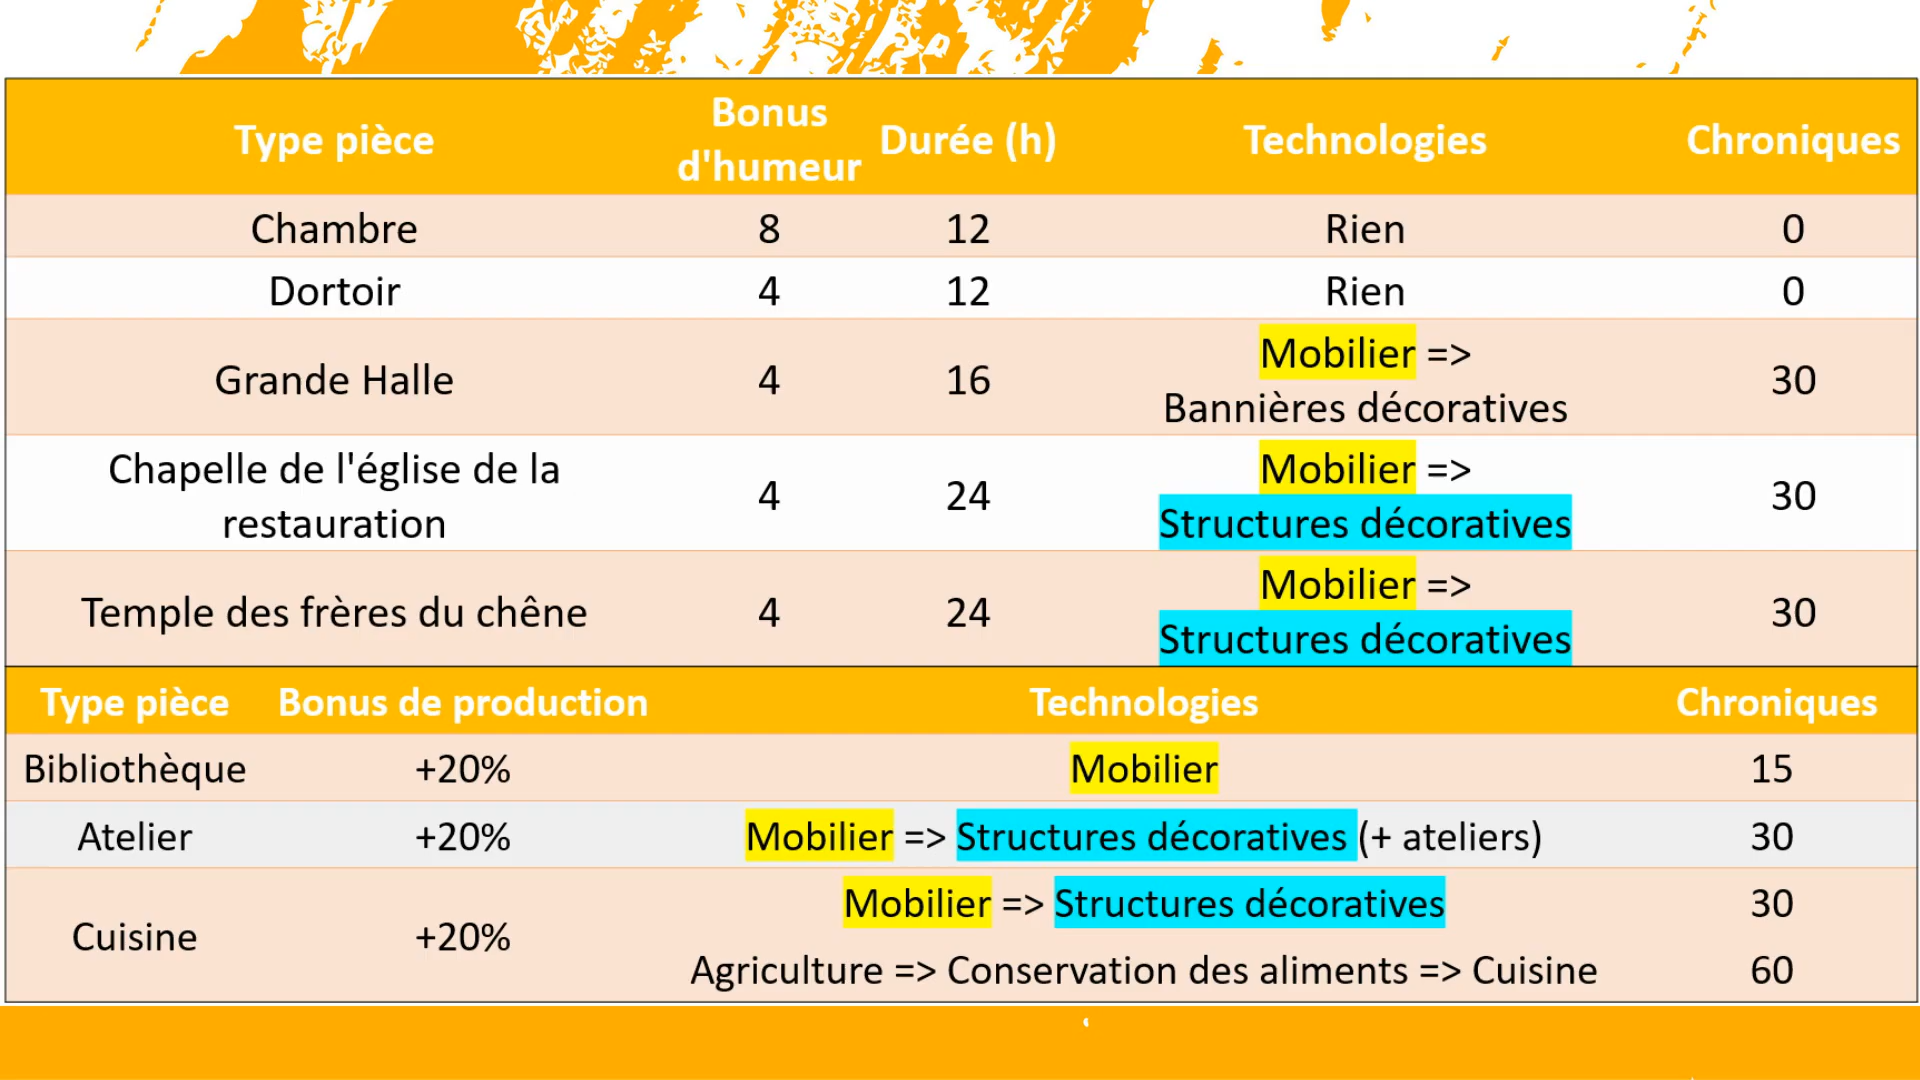 Type pièce Bonus d'humeur Durée (h) Technologies Chroniques
Chambre 8 12 Rien 0
Dortoir 4 12 Rien 0
Grande Halle 4 16 Mobilier => Bannières décoratives 30
Chapelle de l'église de la restauration 4 24 Mobilier => Structures décoratives 30
Temple des frères du chêne 4 24 Mobilier => Structures décoratives 30
Type pièce Bonus de production Technologies Chroniques
Bibliothèque +20% Mobilier 15
Atelier +20% Mobilier => Structures décoratives (+ ateliers) 30
Cuisine +20% Mobilier => Structures décoratives 30
Agriculture => Conservation des aliments => Cuisine 60